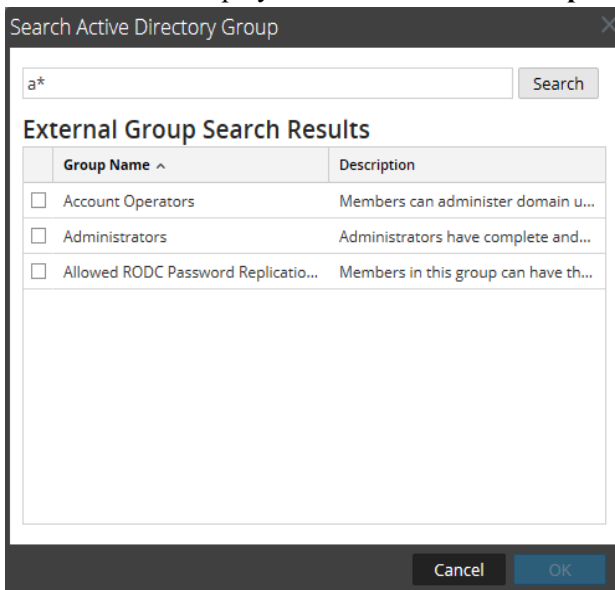 Search Active Directory Group
a*
Search
External Group Search Results
Group Name
Description
Account Operators
Members can administer domain u...
Administrators
Administrators have complete and...
Allowed RODC Password Replicatio...
Members in this group can have th...
Cancel
OK